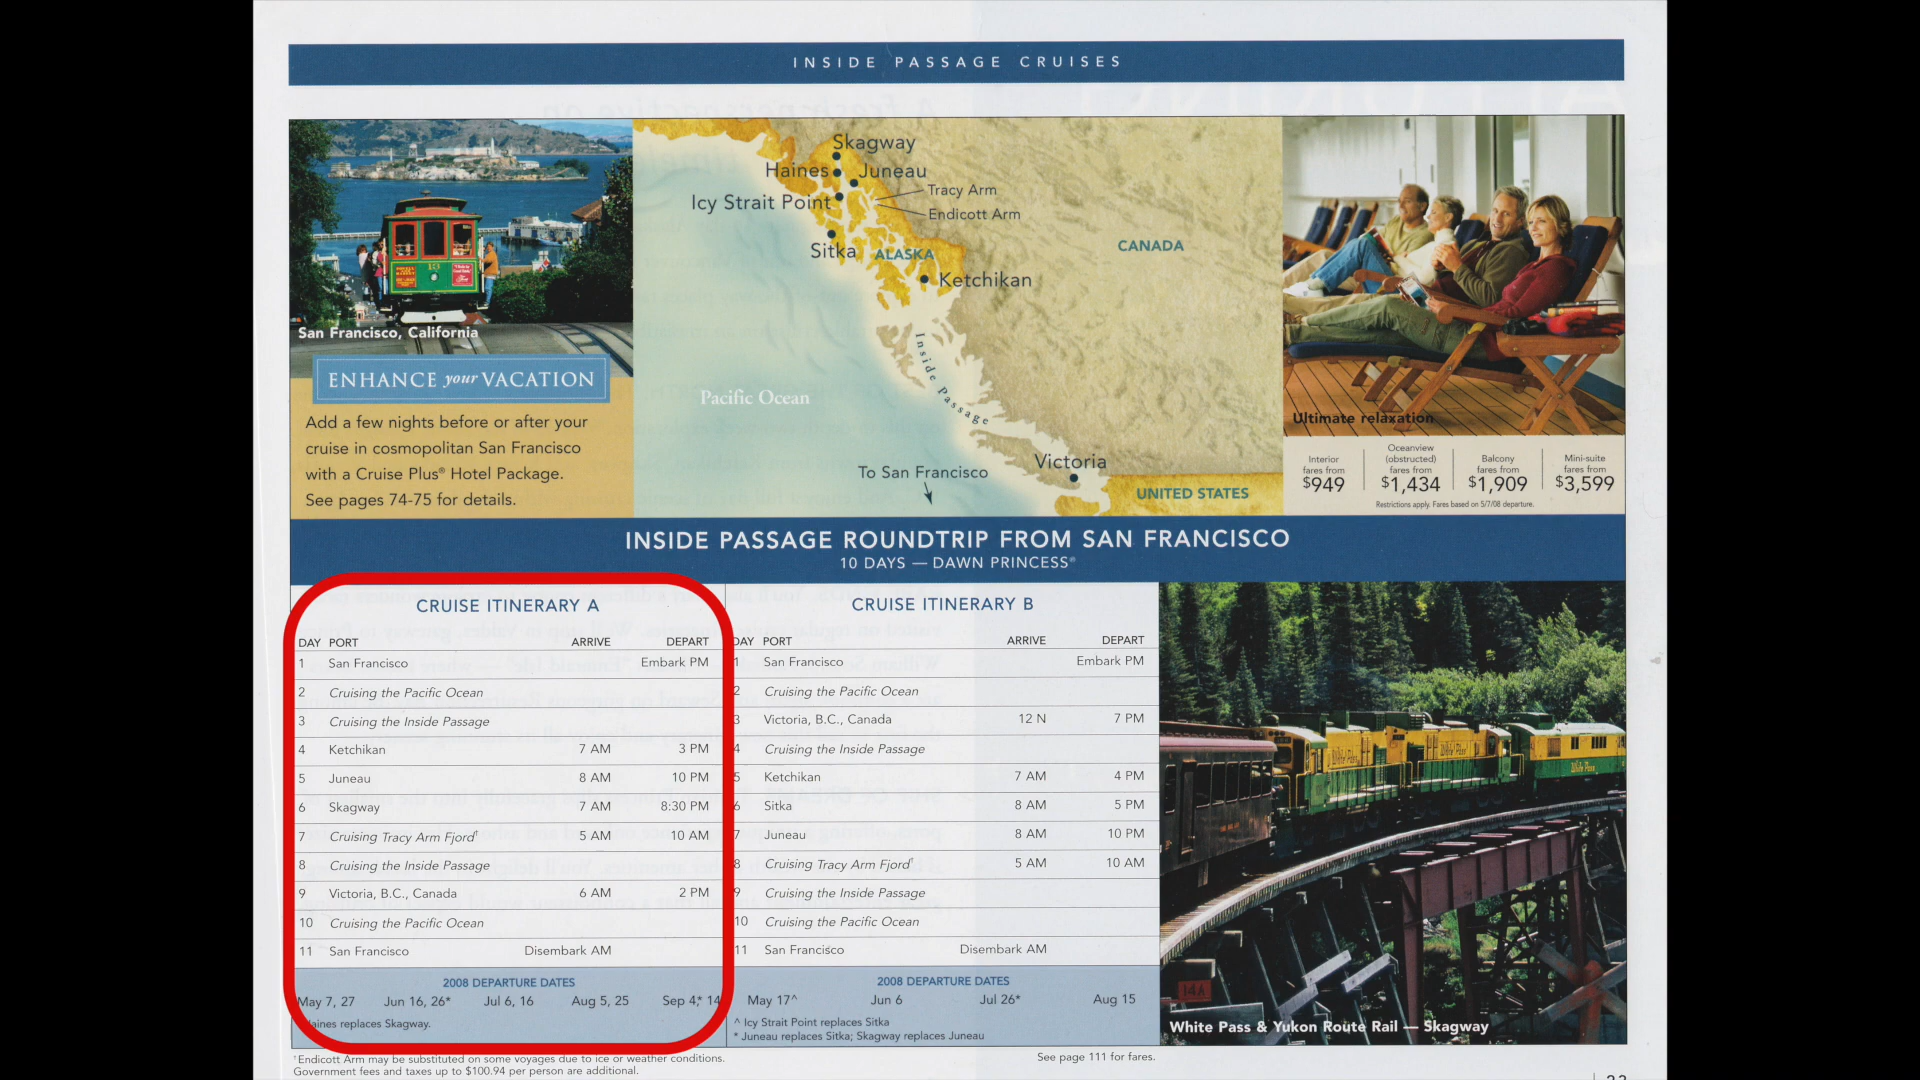 INSIDE PASSAGE CRUISES
San Francisco, California
ENHANCE your VACATION
Add a few nights before or after your
cruise in cosmopolitan San Francisco
with a Cruise Plus® Hotel Package.
See pages 74-75 for details.
Skagway
Haines
Juneau
Tracy Arm
Icy Strait Point
Endicott Arm
Sitka
ALASKA
CANADA
Ketchikan
Inside Passage
Pacific Ocean
To San Francisco
Victoria
UNITED STATES
Ultimate relaxation
Interior fares from $949
Oceanview (obstructed) fares from $1,434
Balcony fares from $1,909
Mini-suite fares from $3,599
Restrictions apply. Fares based on 5/7/08 departure.
INSIDE PASSAGE ROUNDTRIP FROM SAN FRANCISCO
10 DAYS — DAWN PRINCESS®
CRUISE ITINERARY A
DAY PORT ARRIVE DEPART
1 San Francisco Embark PM
2 Cruising the Pacific Ocean
3 Cruising the Inside Passage
4 Ketchikan 7 AM 3 PM
5 Juneau 8 AM 10 PM
6 Skagway 7 AM 8:30 PM
7 Cruising Tracy Arm Fjord† 5 AM 10 AM
8 Cruising the Inside Passage
9 Victoria, B.C., Canada 6 AM 2 PM
10 Cruising the Pacific Ocean
11 San Francisco Disembark AM
2008 DEPARTURE DATES
May 7, 27 Jun 16, 26* Jul 6, 16 Aug 5, 25 Sep 4,* 14
Haines replaces Skagway.
CRUISE ITINERARY B
DAY PORT ARRIVE DEPART
1 San Francisco Embark PM
2 Cruising the Pacific Ocean
3 Victoria, B.C., Canada 12 N 7 PM
4 Cruising the Inside Passage
5 Ketchikan 7 AM 4 PM
6 Sitka 8 AM 5 PM
7 Juneau 8 AM 10 PM
8 Cruising Tracy Arm Fjord† 5 AM 10 AM
9 Cruising the Inside Passage
10 Cruising the Pacific Ocean
11 San Francisco Disembark AM
2008 DEPARTURE DATES
May 17^ Jun 6 Jul 26* Aug 15
^ Icy Strait Point replaces Sitka
* Juneau replaces Sitka; Skagway replaces Juneau
14A
White Pass & Yukon Route Rail — Skagway
†Endicott Arm may be substituted on some voyages due to ice or weather conditions.
Government fees and taxes up to $100.94 per person are additional.
See page 111 for fares.